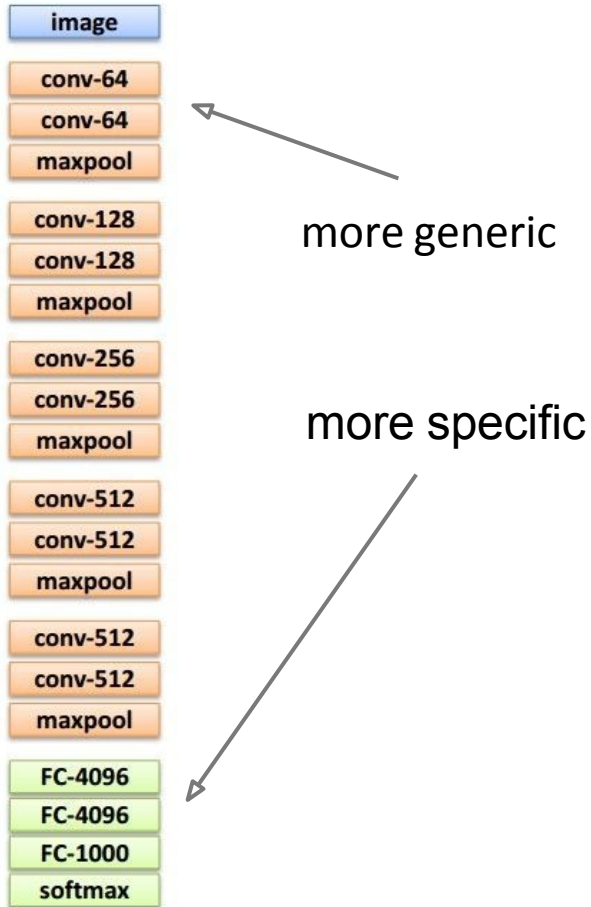 image
conv-64
conv-64
maxpool
conv-128
conv-128
maxpool
conv-256
conv-256
maxpool
conv-512
conv-512
maxpool
conv-512
conv-512
maxpool
FC-4096
FC-4096
FC-1000
softmax
more generic
more specific